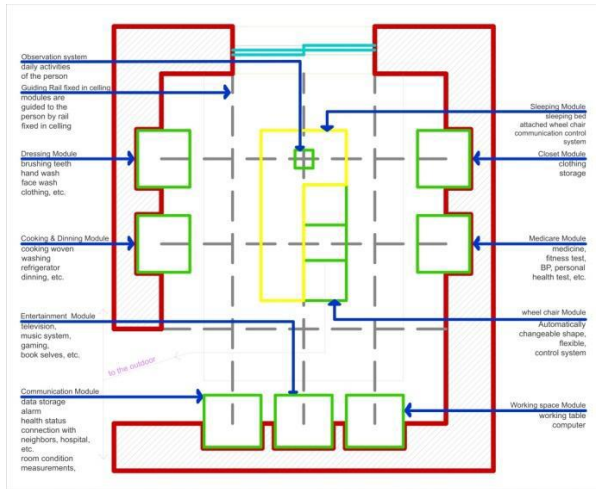 Observation system
daily activities
of the person
Guiding Rail fixed in celling
modules are
guided to the
person by rail
fixed in celling
Dressing Module
brushing teeth
hand wash
face wash
clothing, etc.
Cooking & Dinning Module
cooking woven
washing
refrigerator
dinning, etc.
Entertainment Module
television,
music system,
gaming,
book selves, etc.
to the outdoor
Communication Module
data storage
alarm
health status
connection with
neighbors, hospital,
etc.
room condition
measurements,
Sleeping Module
sleeping bed
attached wheel chair
communication control
system
Closet Module
clothing
storage
Medicare Module
medicine,
fitness test,
BP, personal
health test, etc.
wheel chair Module
Automatically
changeable shape,
flexible,
control system
Working space Module
working table
computer